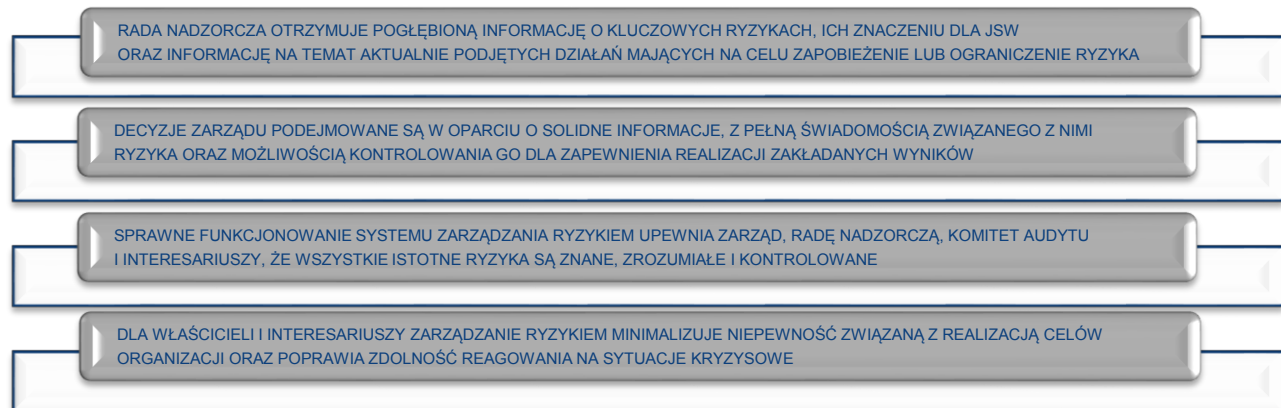 RADA NADZORCZA OTRZYMUJE POGŁĘBIONĄ INFORMACJĘ O KLUCZOWYCH RYZYKACH, ICH ZNACZENIU DLA JSW
ORAZ INFORMACJĘ NA TEMAT AKTUALNIE PODJĘTYCH DZIAŁAŃ MAJĄCYCH NA CELU ZAPOBIEŻENIE LUB OGRANICZENIE RYZYKA
DECYZJE ZARZĄDU PODEJMOWANE SĄ W OPARCIU O SOLIDNE INFORMACJE, Z PEŁNĄ ŚWIADOMOŚCIĄ ZWIĄZANEGO Z NIMI
RYZYKA ORAZ MOŻLIWOŚCIĄ KONTROLOWANIA GO DLA ZAPEWNIENIA REALIZACJI ZAKŁADANYCH WYNIKÓW
SPRAWNE FUNKCJONOWANIE SYSTEMU ZARZĄDZANIA RYZYKIEM UPEWNIA ZARZĄD, RADĘ NADZORCZĄ, KOMITET AUDYTU
I INTERESARIUSZY, ŻE WSZYSTKIE ISTOTNE RYZYKA SĄ ZNANE, ZROZUMIAŁE I KONTROLOWANE
DLA WŁAŚCICIELI I INTERESARIUSZY ZARZĄDZANIE RYZYKIEM MINIMALIZUJE NIEPEWNOŚĆ ZWIĄZANĄ Z REALIZACJĄ CELÓW
ORGANIZACJI ORAZ POPRAWIA ZDOLNOŚĆ REAGOWANIA NA SYTUACJE KRYZYSOWE